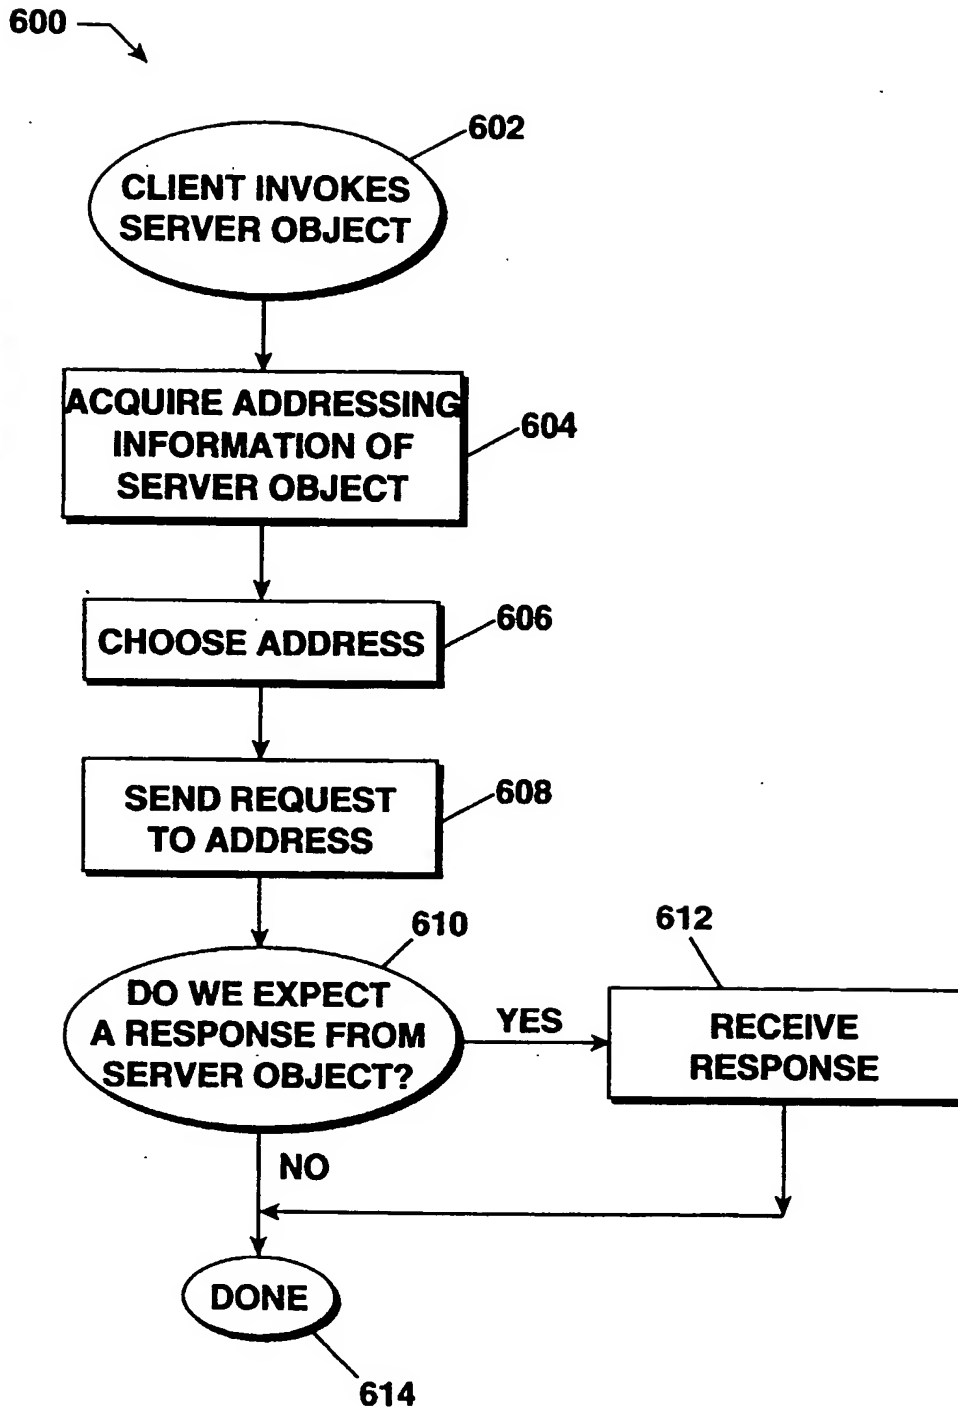 600
602
CLIENT INVOKES
SERVER OBJECT
ACQUIRE ADDRESSING
INFORMATION OF
SERVER OBJECT
604
CHOOSE ADDRESS
606
SEND REQUEST
TO ADDRESS
608
610
DO WE EXPECT
A RESPONSE FROM
SERVER OBJECT?
YES
612
RECEIVE
RESPONSE
NO
DONE
614